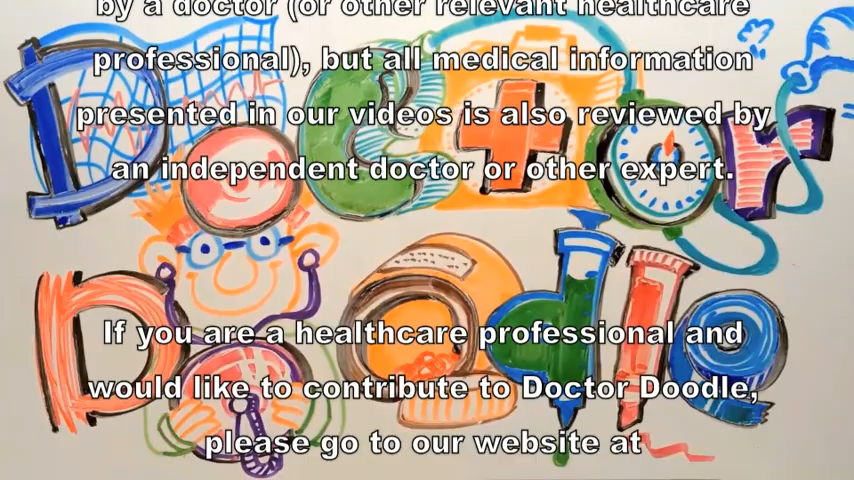 by a doctor (or other relevant healthcare
professional), but all medical information
presented in our videos is also reviewed by
an independent doctor or other expert.
If you are a healthcare professional and
would like to contribute to Doctor Doodle,
please go to our website at
Doctor
Doodle